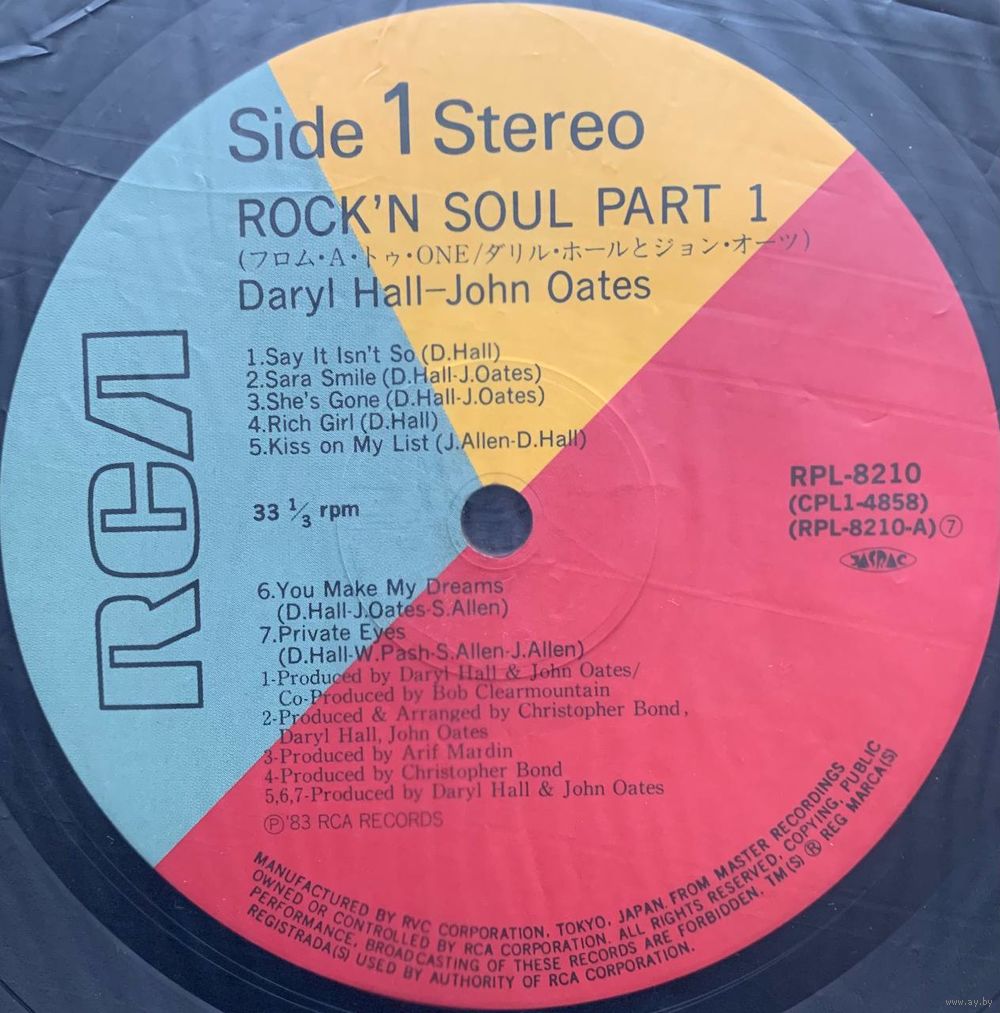 Side 1 Stereo
ROCK'N SOUL PART 1
(フロム・A・トゥ・ONE/ダリル・ホールとジョン・オーツ)
Daryl Hall–John Oates
1.Say It Isn't So (D.Hall)
2.Sara Smile (D.Hall-J.Oates)
3.She's Gone (D.Hall-J.Oates)
4.Rich Girl (D.Hall)
5.Kiss on My List (J.Allen-D.Hall)
RCA
33 1/3 rpm
RPL-8210
(CPL1-4858)
(RPL-8210-A)⑦
JASRAC
6.You Make My Dreams
(D.Hall-J.Oates-S.Allen)
7.Private Eyes
(D.Hall-W.Pash-S.Allen-J.Allen)
1-Produced by Daryl Hall & John Oates/
Co-Produced by Bob Clearmountain
2-Produced & Arranged by Christopher Bond,
Daryl Hall, John Oates
3-Produced by Arif Mardin
4-Produced by Christopher Bond
5,6,7-Produced by Daryl Hall & John Oates
Ⓟ'83 RCA RECORDS
MANUFACTURED BY RVC CORPORATION, TOKYO, JAPAN, FROM MASTER RECORDINGS
OWNED OR CONTROLLED BY RCA CORPORATION. ALL RIGHTS RESERVED, COPYING, PUBLIC
PERFORMANCE, BROADCASTING OF THESE RECORDS ARE FORBIDDEN. TM(S) ® REG MARCA(S)
REGISTRADA(S) USED BY AUTHORITY OF RCA CORPORATION.
www.ay.by